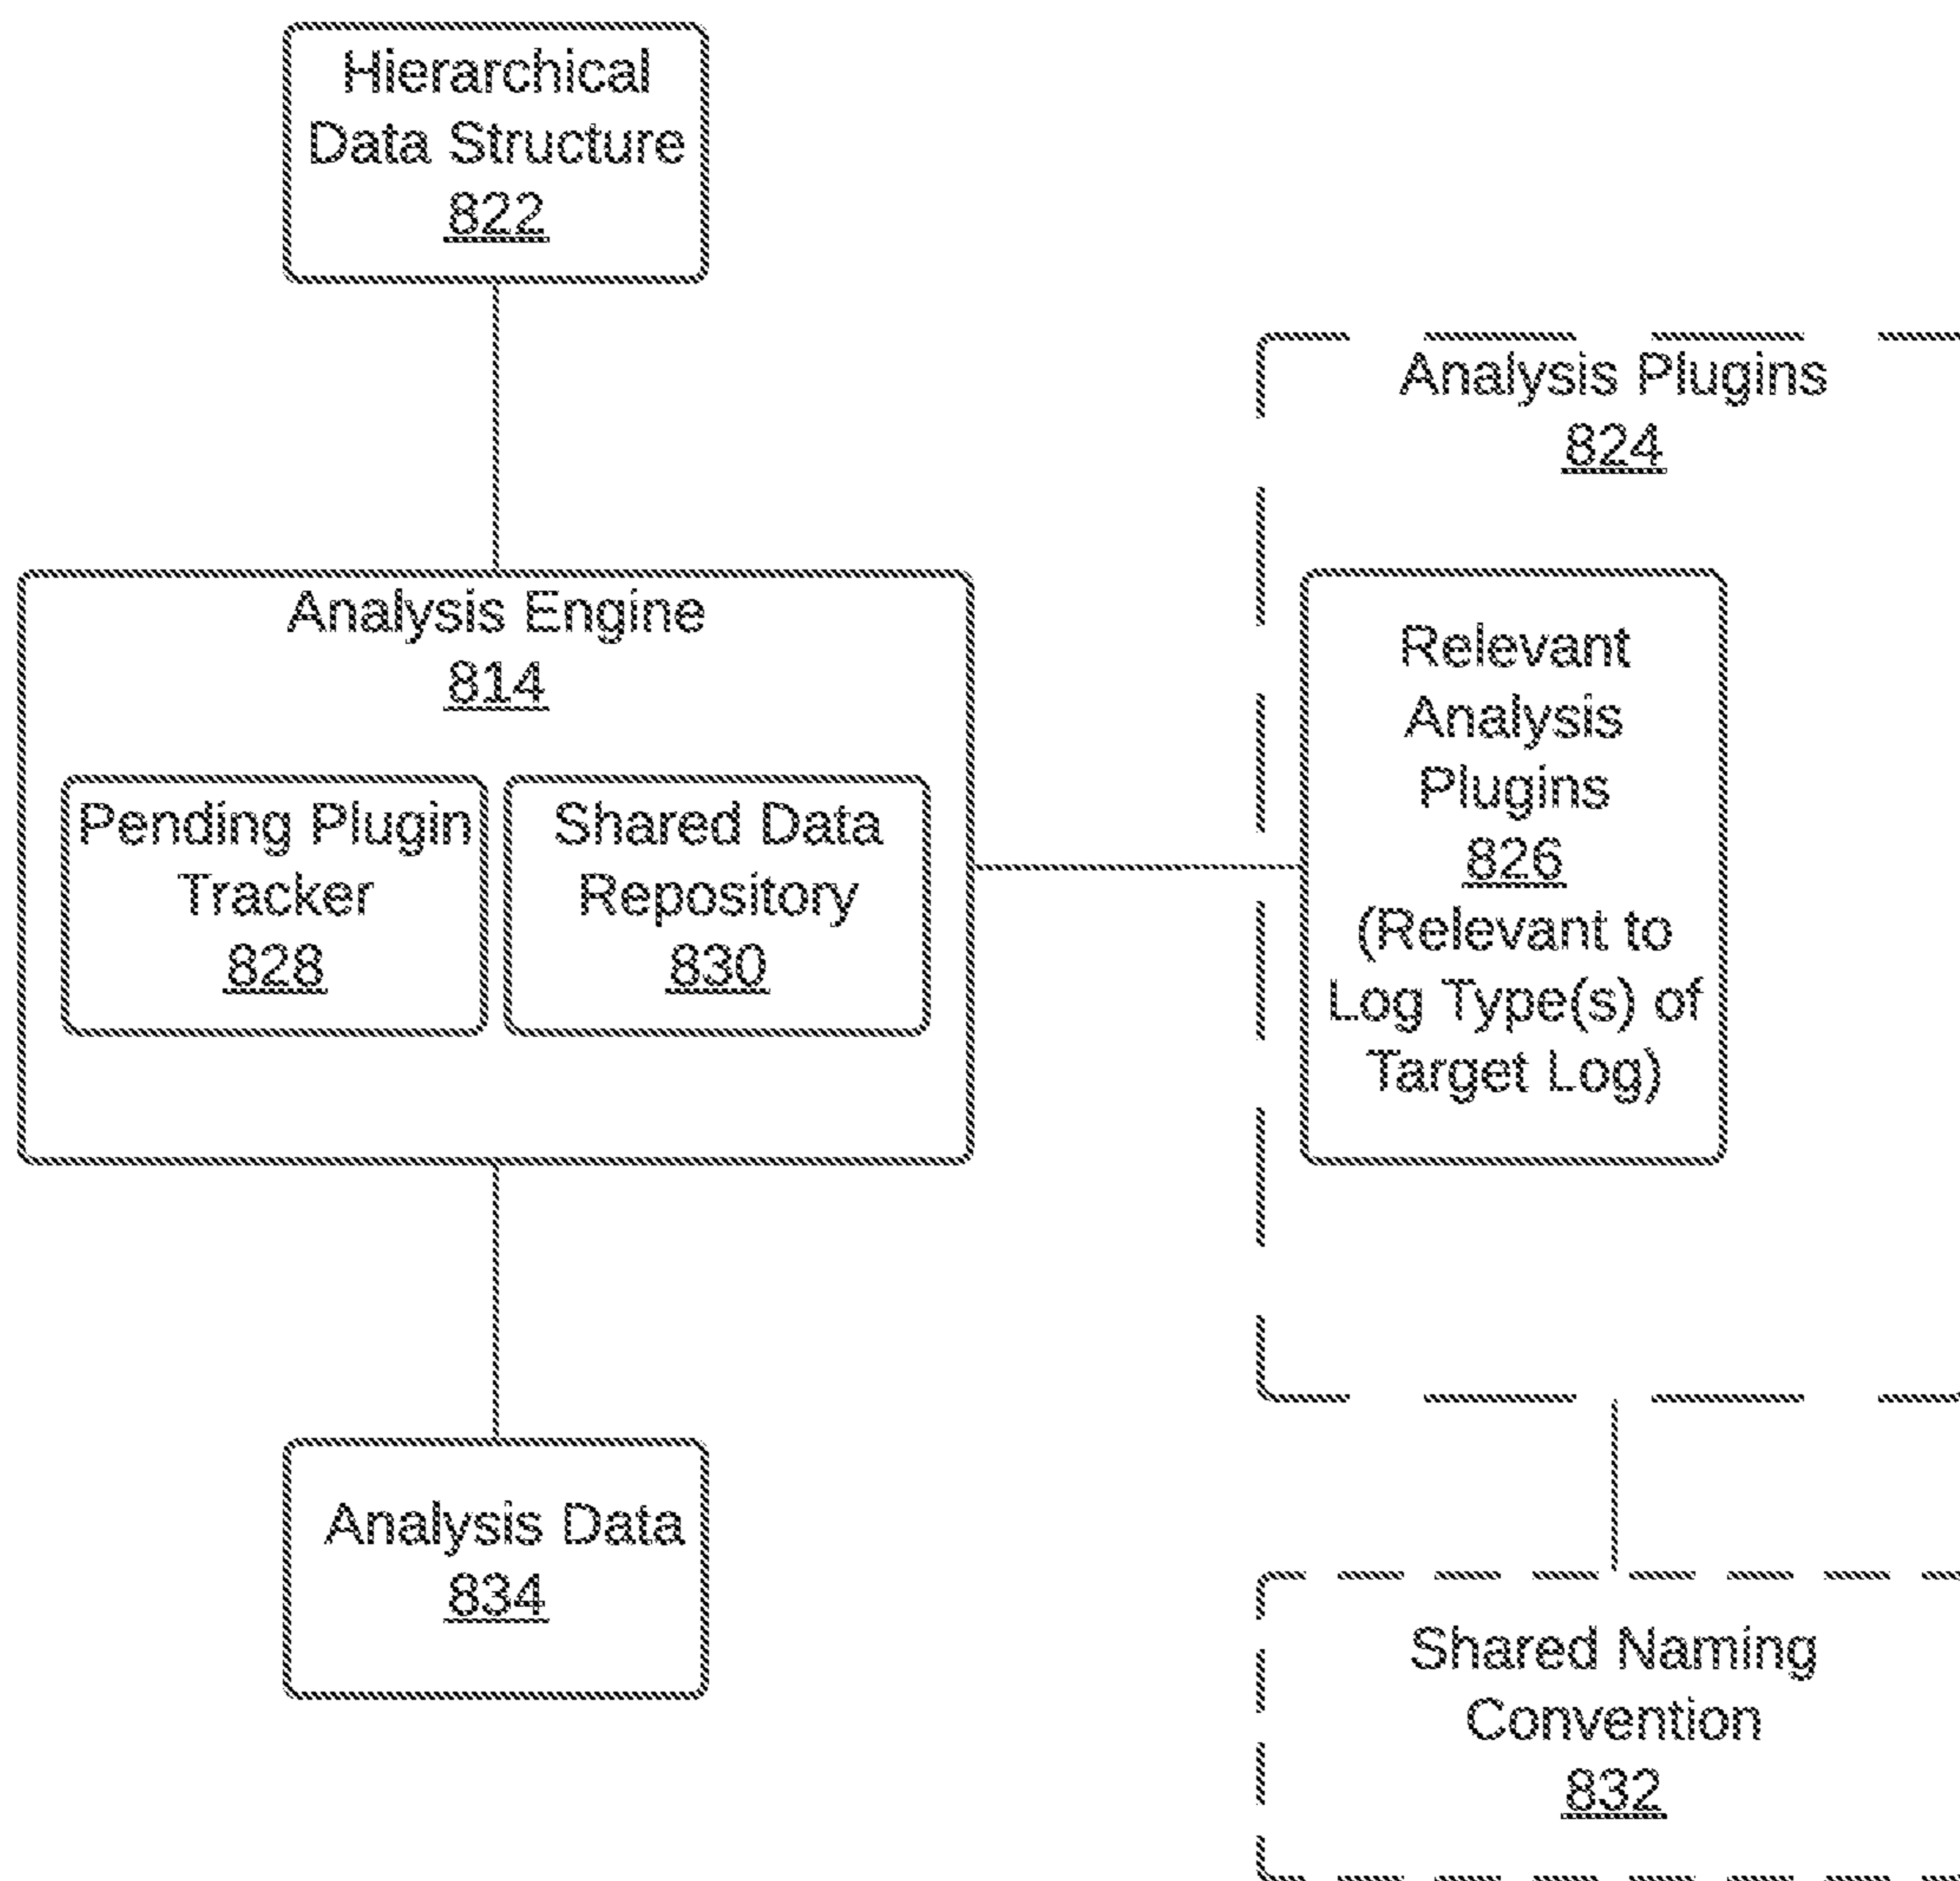 Hierarchical
Data Structure
822
Analysis Plugins
824
Analysis Engine
814
Pending Plugin
Tracker
828
Shared Data
Repository
830
Relevant
Analysis
Plugins
826
(Relevant to
Log Type(s) of
Target Log)
Analysis Data
834
Shared Naming
Convention
832